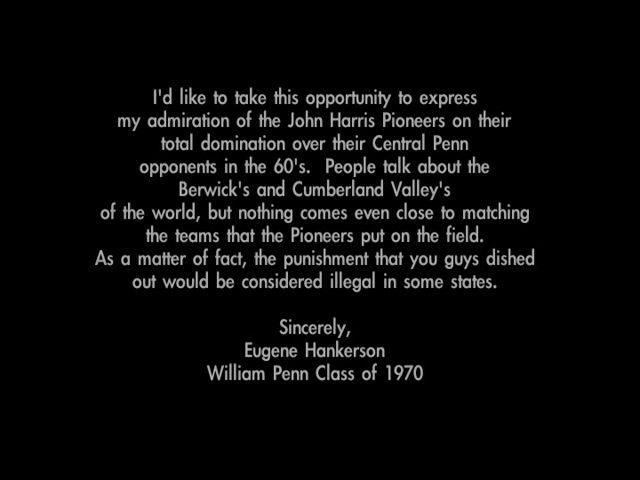 I'd like to take this opportunity to express
my admiration of the John Harris Pioneers on their
total domination over their Central Penn
opponents in the 60's.  People talk about the
Berwick's and Cumberland Valley's
of the world, but nothing comes even close to matching
the teams that the Pioneers put on the field.
As a matter of fact, the punishment that you guys dished
out would be considered illegal in some states.
Sincerely,
Eugene Hankerson
William Penn Class of 1970